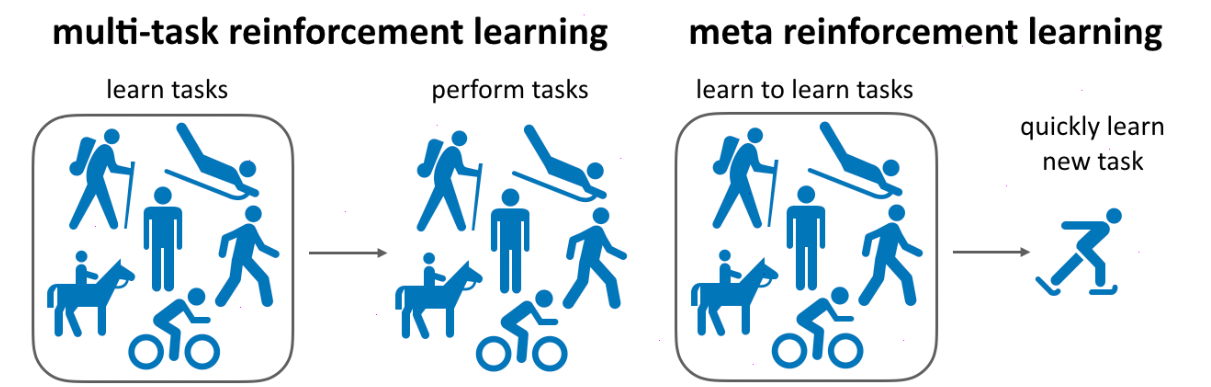 multi-task reinforcement learning
learn tasks
perform tasks
meta reinforcement learning
learn to learn tasks
quickly learn
new task